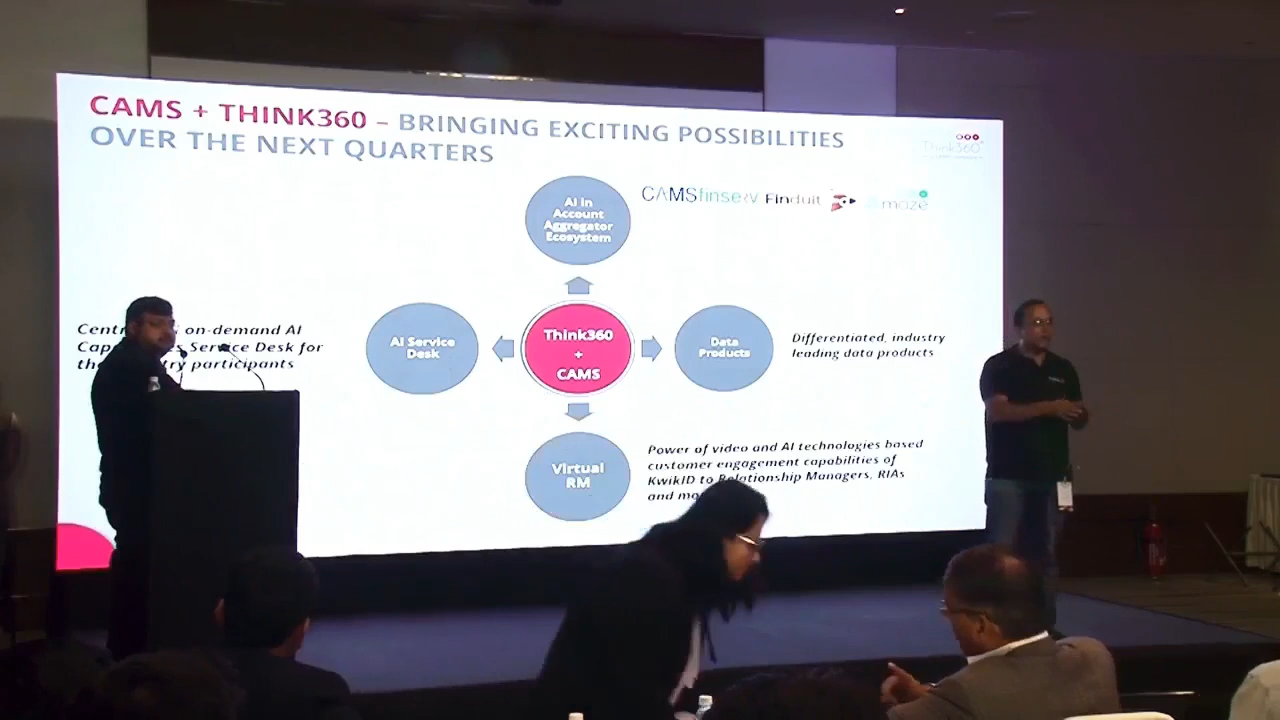 CAMS + THINK360 – BRINGING EXCITING POSSIBILITIES
OVER THE NEXT QUARTERS
Think360
AI in
Account
Aggregator
Ecosystem
CAMSfinserv Finduit
moze
on-demand AI
Service Desk for
participants
AI Service
Desk
Think360
+
CAMS
Data
Products
Differentiated, industry
leading data products
Virtual
RM
Power of video and AI technologies based
customer engagement capabilities of
KwikID to Relationship Managers, RIAs
and